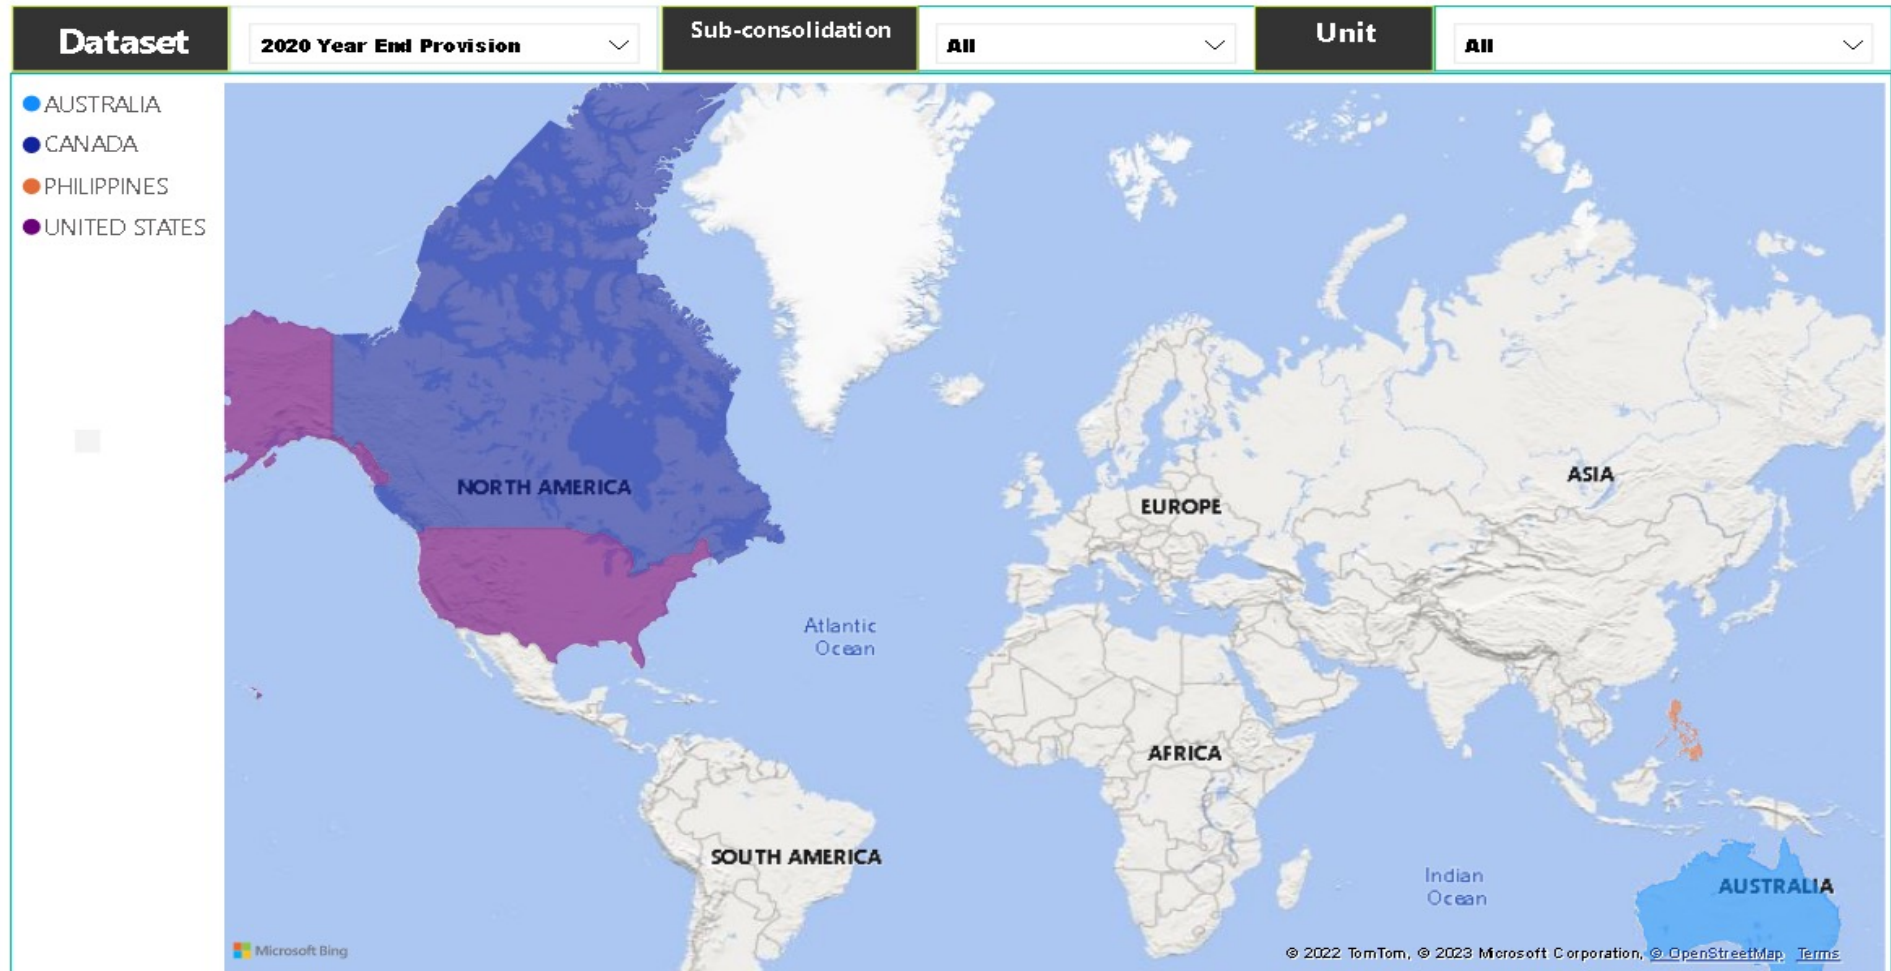 Dataset
2020 Year End Provision
Sub-consolidation
All
Unit
All
AUSTRALIA
CANADA
PHILIPPINES
UNITED STATES
NORTH AMERICA
ASIA
EUROPE
Atlantic
Ocean
AFRICA
SOUTH AMERICA
Indian
Ocean
AUSTRALIA
Microsoft Bing
© 2022 TomTom, © 2023 Microsoft Corporation, © OpenStreetMap Terms